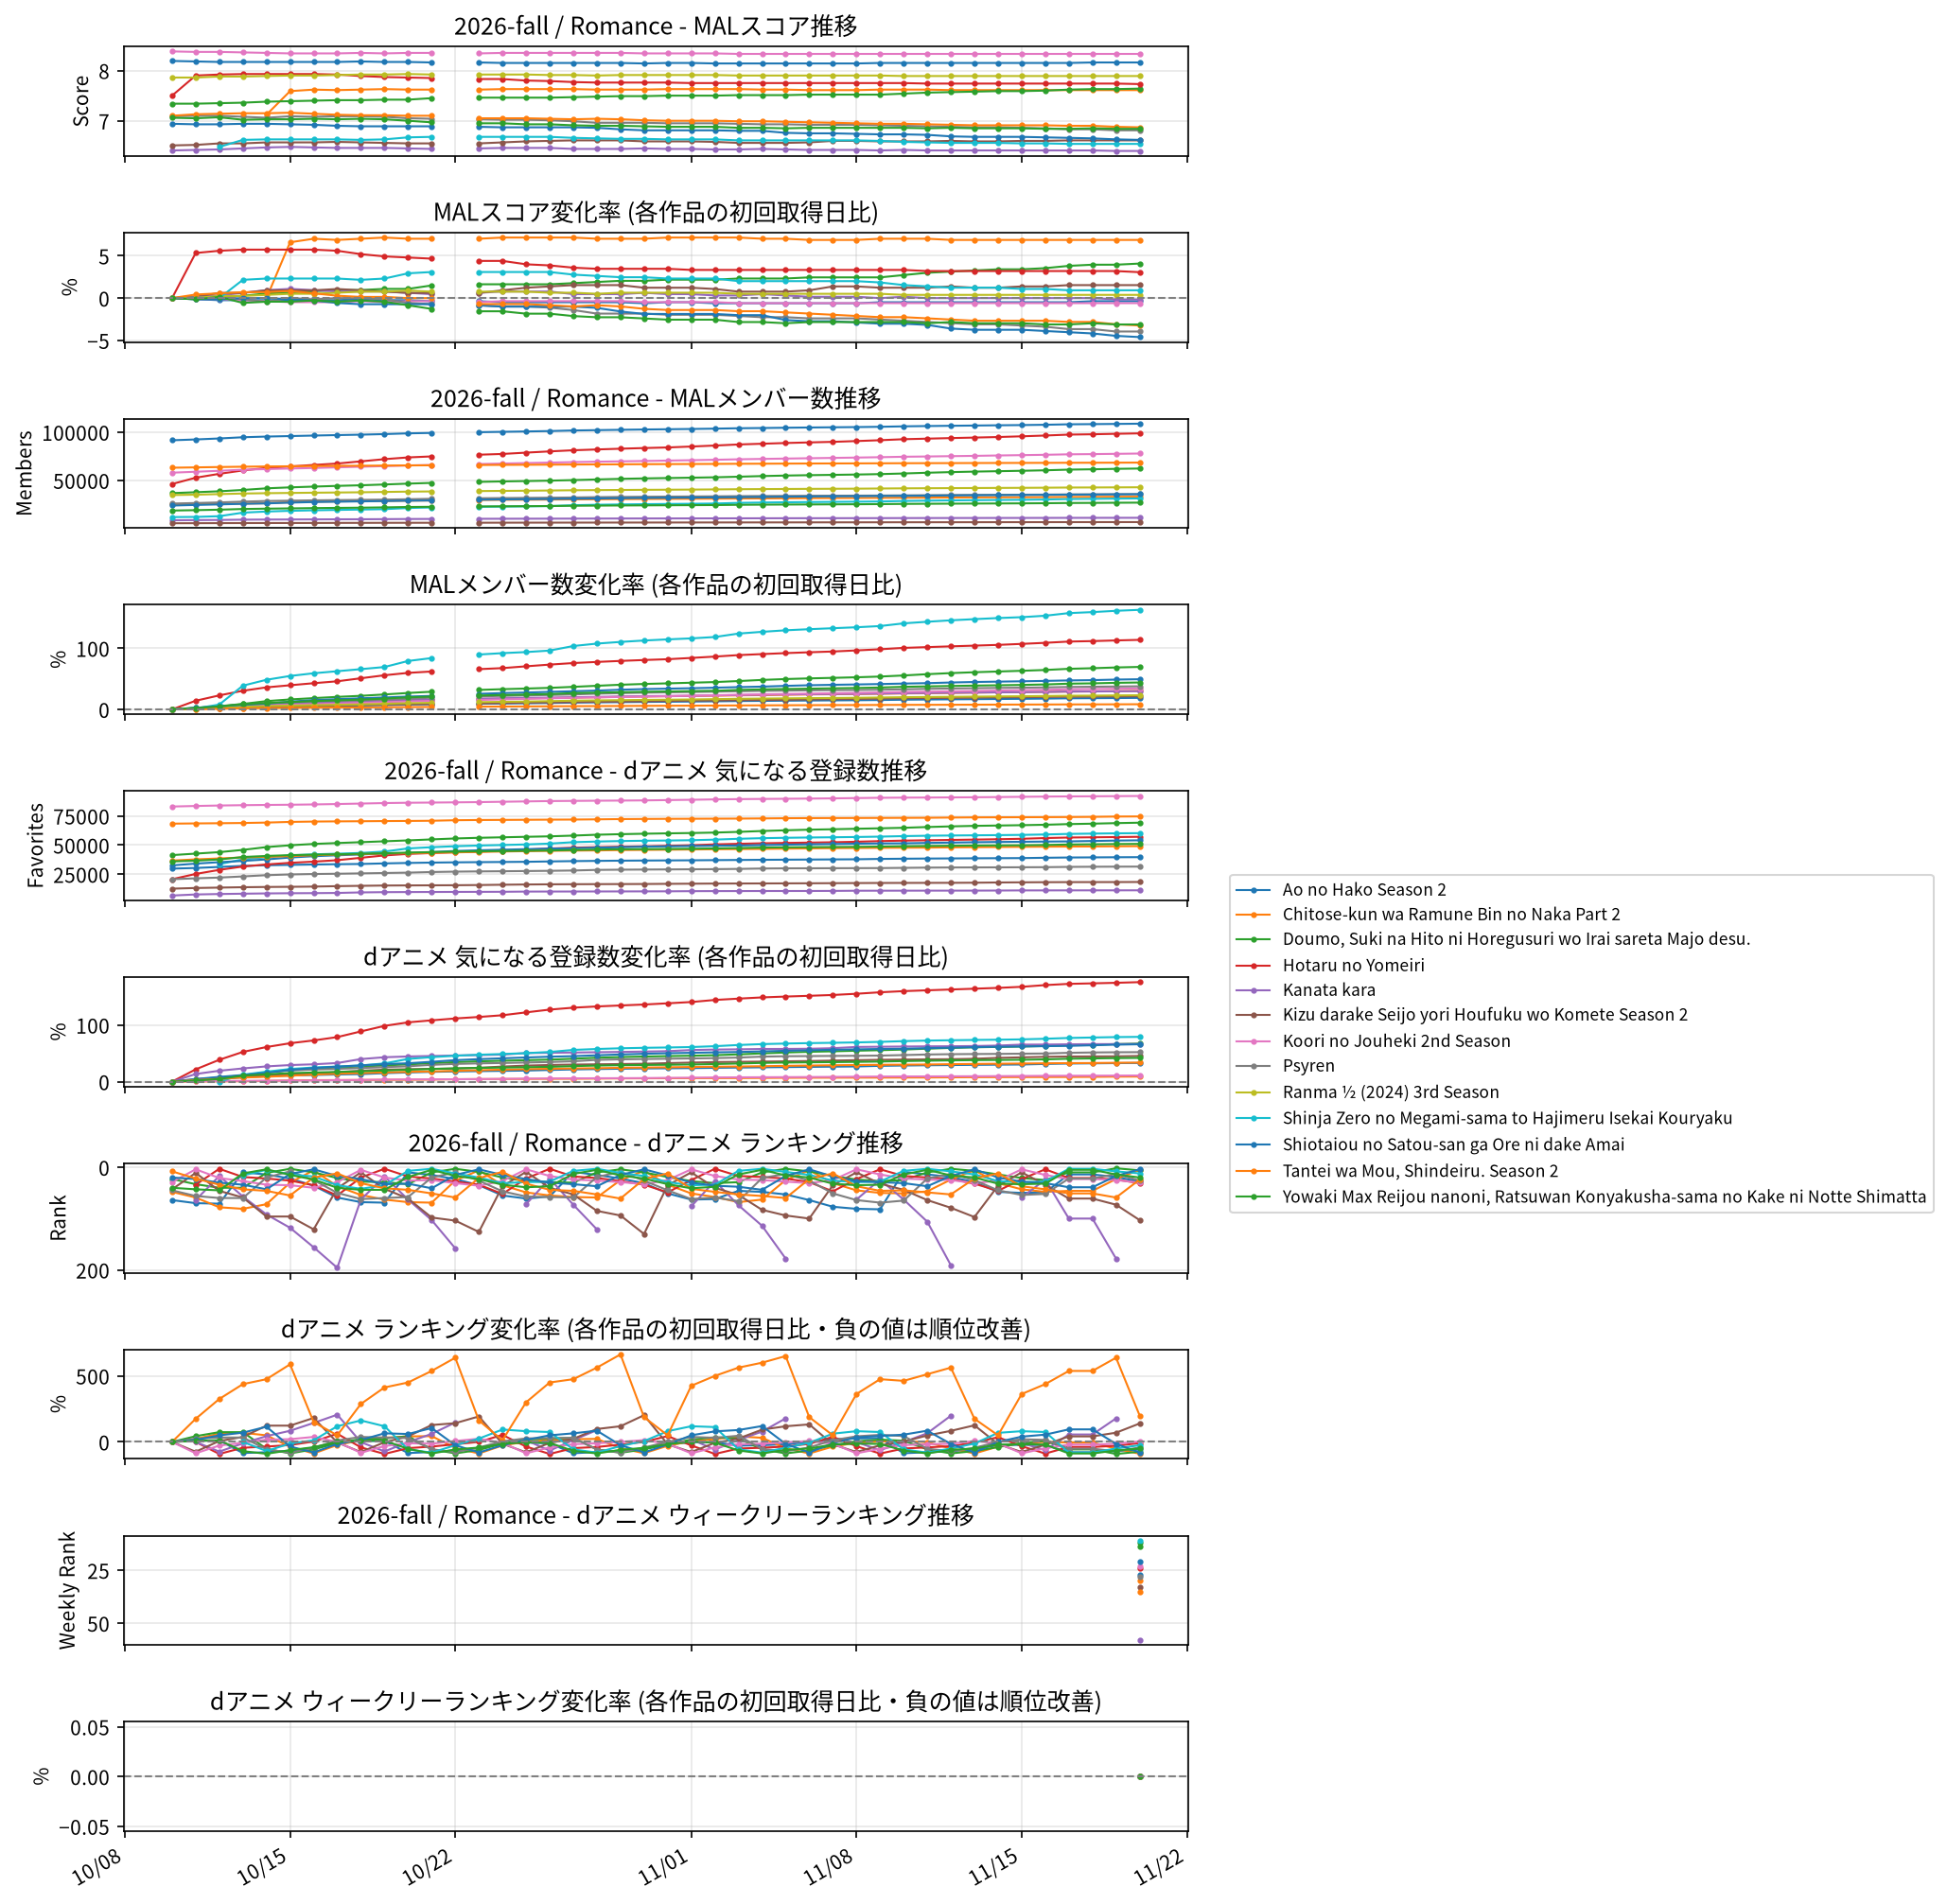 2026-fall / Romance - MALスコア推移
Score
8
7
MALスコア変化率 (各作品の初回取得日比)
%
5
0
−5
2026-fall / Romance - MALメンバー数推移
Members
100000
50000
MALメンバー数変化率 (各作品の初回取得日比)
%
100
0
2026-fall / Romance - dアニメ 気になる登録数推移
Favorites
75000
50000
25000
dアニメ 気になる登録数変化率 (各作品の初回取得日比)
%
100
0
2026-fall / Romance - dアニメ ランキング推移
Rank
0
200
dアニメ ランキング変化率 (各作品の初回取得日比・負の値は順位改善)
%
500
0
2026-fall / Romance - dアニメ ウィークリーランキング推移
Weekly Rank
25
50
dアニメ ウィークリーランキング変化率 (各作品の初回取得日比・負の値は順位改善)
%
0.05
0.00
−0.05
10/08
10/15
10/22
11/01
11/08
11/15
11/22
Ao no Hako Season 2
Chitose-kun wa Ramune Bin no Naka Part 2
Doumo, Suki na Hito ni Horegusuri wo Irai sareta Majo desu.
Hotaru no Yomeiri
Kanata kara
Kizu darake Seijo yori Houfuku wo Komete Season 2
Koori no Jouheki 2nd Season
Psyren
Ranma ½ (2024) 3rd Season
Shinja Zero no Megami-sama to Hajimeru Isekai Kouryaku
Shiotaiou no Satou-san ga Ore ni dake Amai
Tantei wa Mou, Shindeiru. Season 2
Yowaki Max Reijou nanoni, Ratsuwan Konyakusha-sama no Kake ni Notte Shimatta